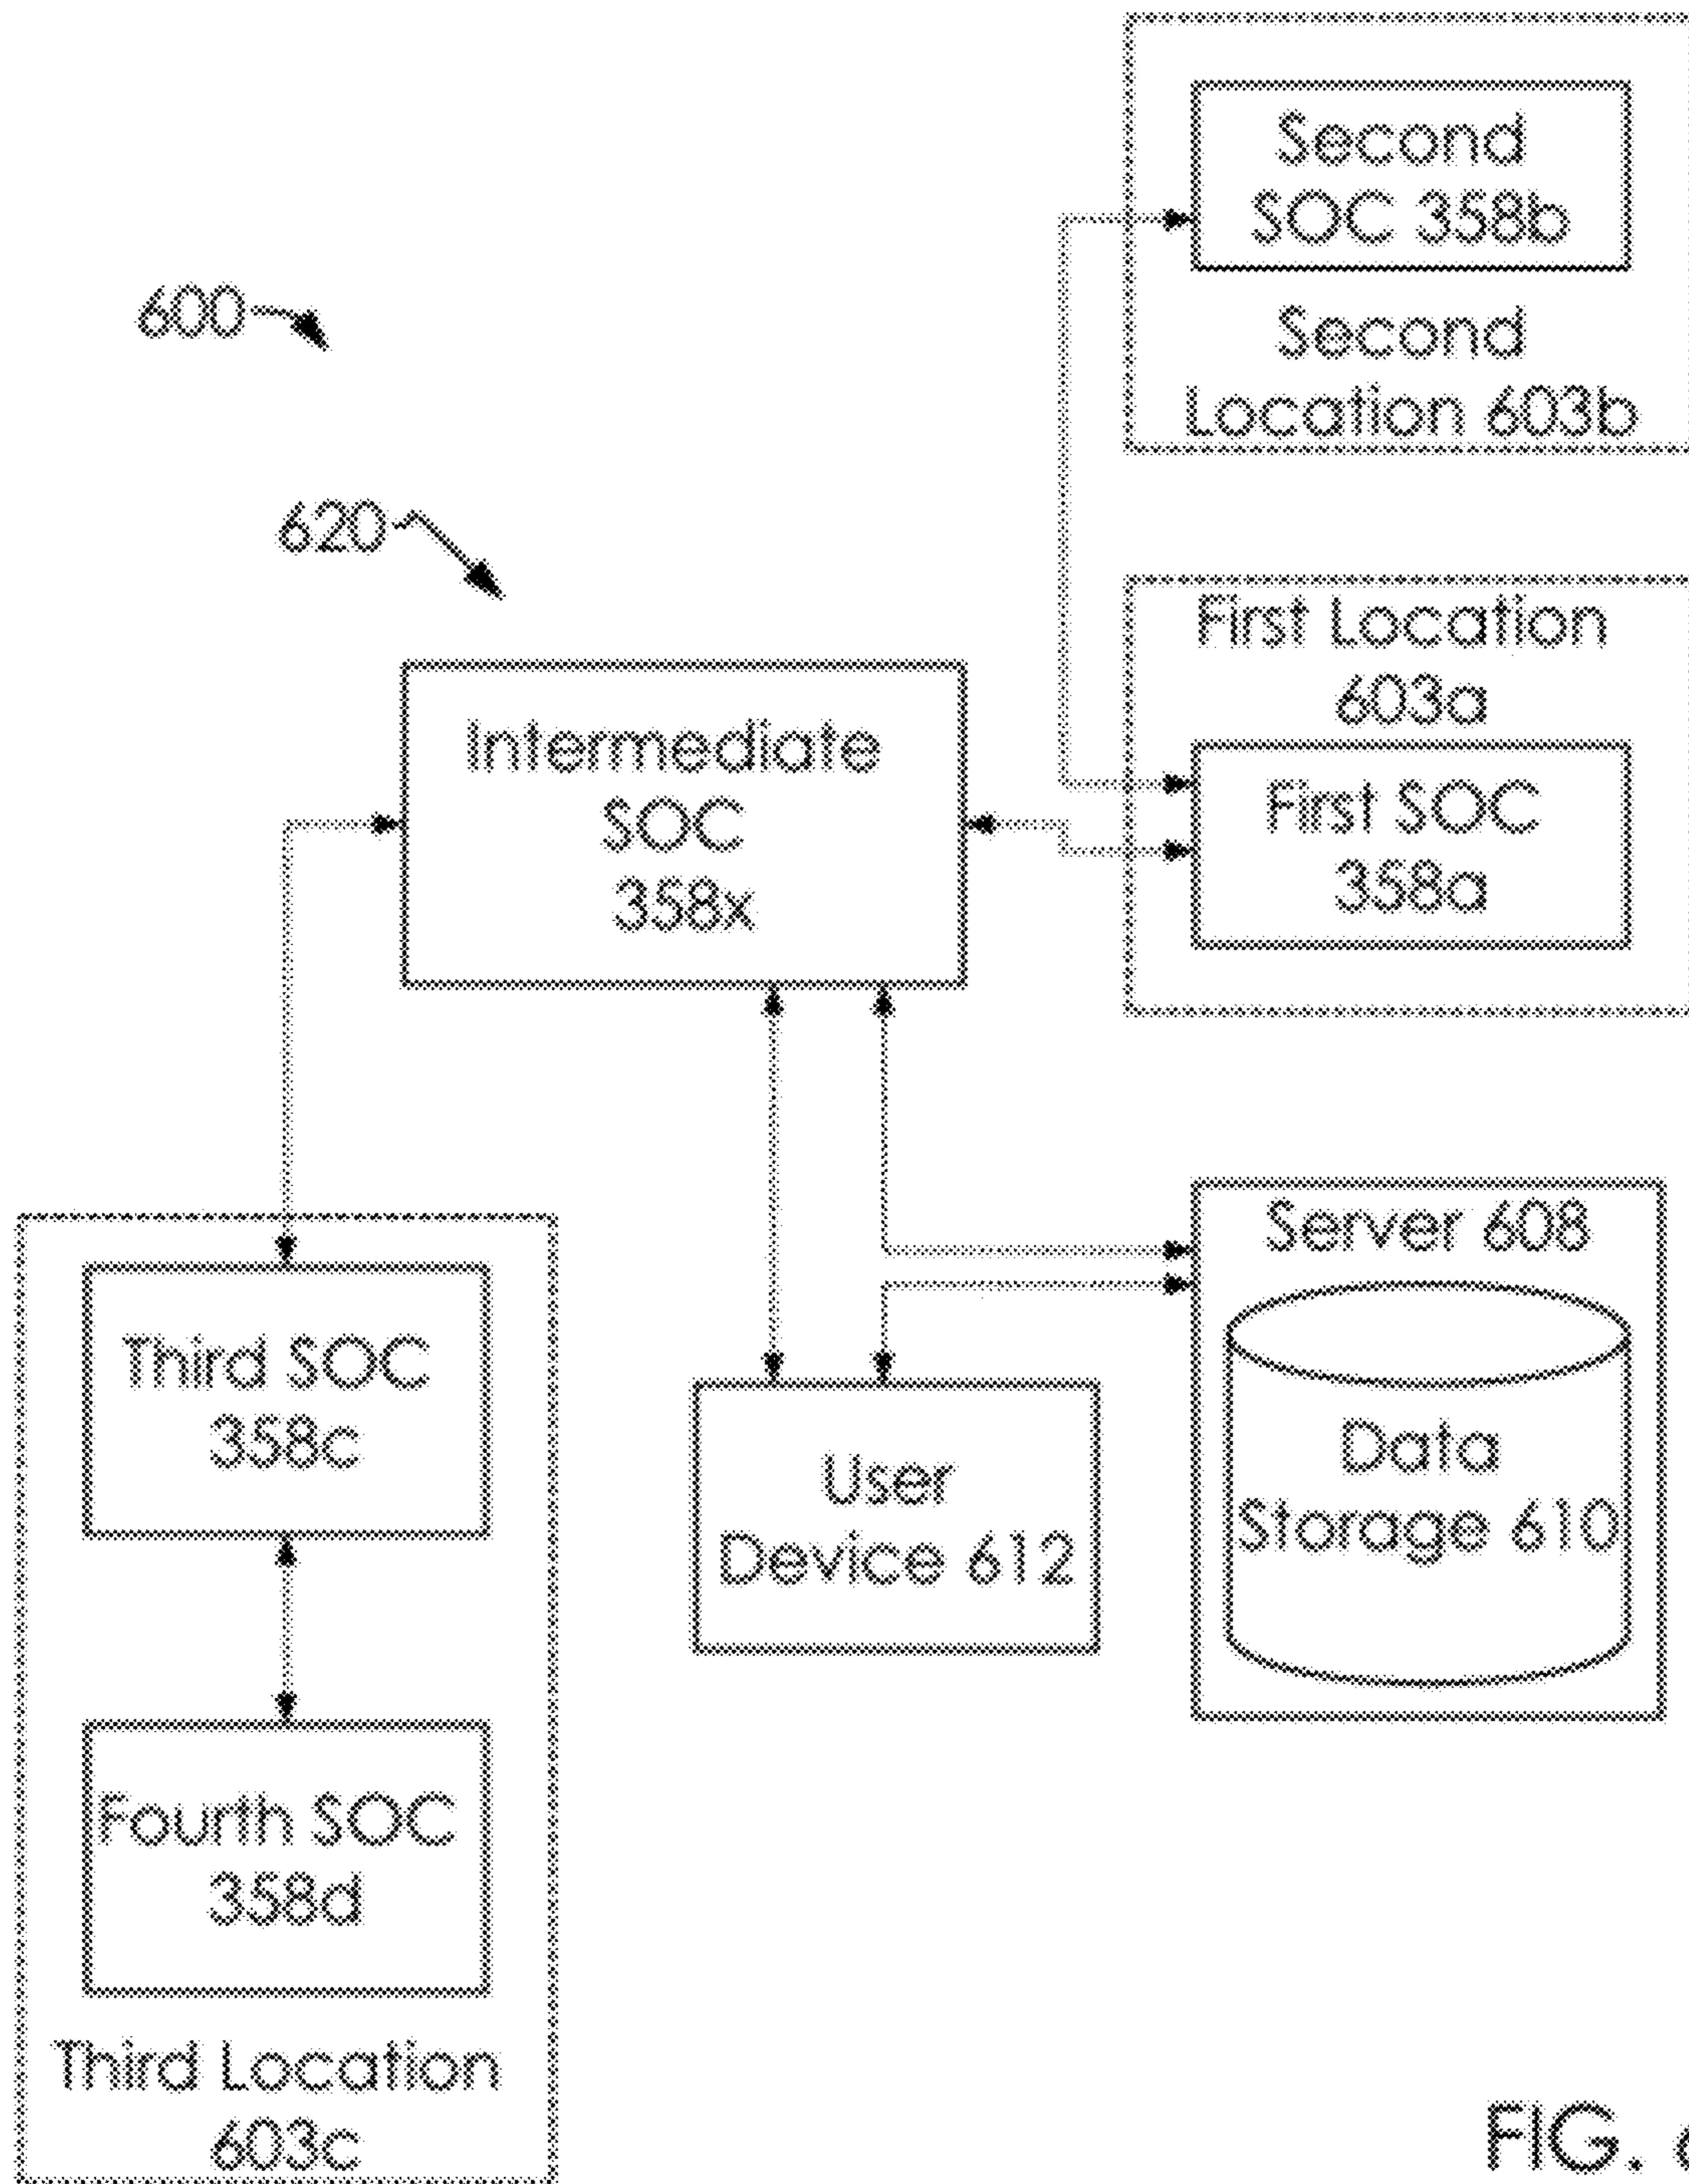 Second
SOC 358b
Second
Location 603b
600
620
First Location
603a
First SOC
358a
Intermediate
SOC
358x
Server 608
Data
Storage 610
Third SOC
358c
User
Device 612
Fourth SOC
358d
Third Location
603c
FIG.